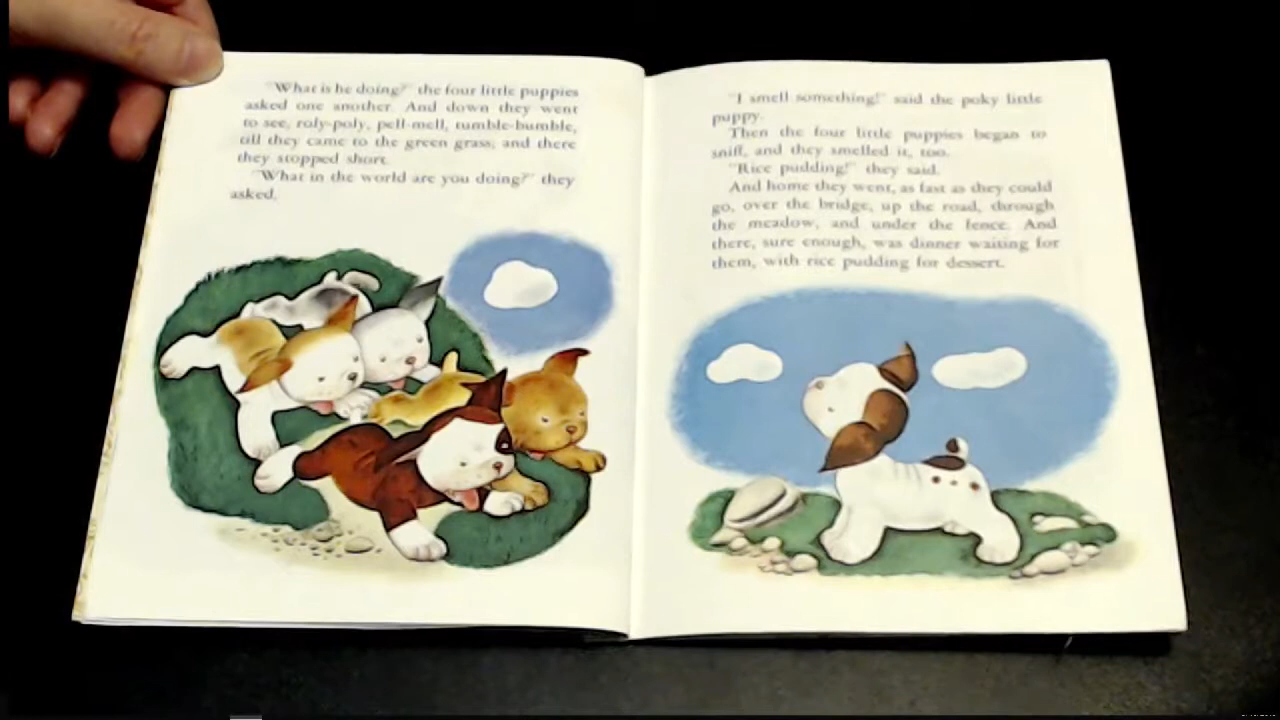 "What is he doing?" the four little puppies
asked one another. And down they went
to see, roly-poly, pell-mell, tumble-bumble,
till they came to the green grass; and there
they stopped short.
"What in the world are you doing?" they
asked.
"I smell something!" said the poky little
puppy.
Then the four little puppies began to
sniff, and they smelled it, too.
"Rice pudding!" they said.
And home they went, as fast as they could
go, over the bridge, up the road, through
the meadow, and under the fence. And
there, sure enough, was dinner waiting for
them, with rice pudding for dessert.